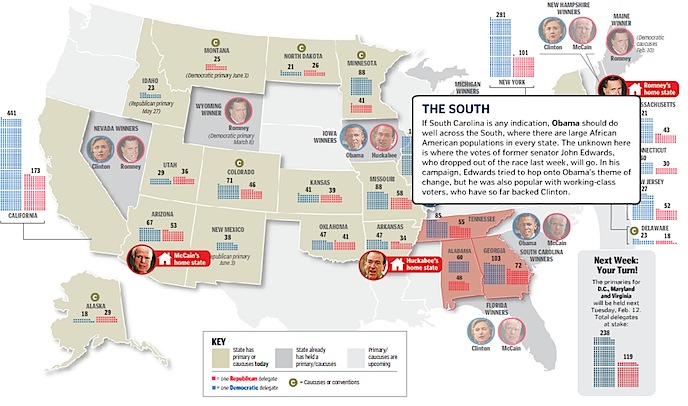 281
101
NEW YORK
NEW HAMPSHIRE
WINNERS
Clinton
McCain
MAINE
WINNER
Romney
(Democratic
caucuses
Feb. 10)
Romney's
home state
C
MONTANA
25
(Democratic primary June 3)
C
NORTH DAKOTA
21
26
C
MINNESOTA
88
41
IDAHO
23
(Republican primary
May 27)
WYOMING
WINNER
Romney
(Democratic
primary
March 8)
MICHIGAN
WINNERS
THE SOUTH
If South Carolina is any indication, Obama should do
well across the South, where there are large African
American populations in every state. The unknown here
is where the votes of former senator John Edwards,
who dropped out of the race last week, will go. In his
campaign, Edwards tried to hop onto Obama's theme of
change, but he was also popular with working-class
voters, who have so far backed Clinton.
441
173
CALIFORNIA
NEVADA WINNERS
Clinton
Romney
IOWA
WINNERS
Obama
Huckabee
UTAH
29
36
C
COLORADO
71
46
KANSAS
41
39
MISSOURI
88
58
MASSACHUSETTS
43
CONNECTICUT
60
30
JERSEY
52
C
DELAWARE
23
18
ARIZONA
67
53
McCain's
home state
NEW MEXICO
38
June 3)
OKLAHOMA
47
41
ARKANSAS
47
34
Huckabee's
home state
85
TENNESSEE
55
ALABAMA
60
48
GEORGIA
103
72
Obama
McCain
SOUTH CAROLINA
WINNERS
FLORIDA
WINNERS
Clinton
McCain
C
ALASKA
18
29
KEY
State has
primary or
caucuses today
State already
has held a
primary/caucuses
Primary/
caucuses are
upcoming
= one Republican delegate
= one Democratic delegate
C = Caucuses or conventions
Next Week:
Your Turn!
The primaries for
D.C., Maryland
and Virginia
will be held next
Tuesday, Feb. 12.
Total delegates
at stake:
238
119